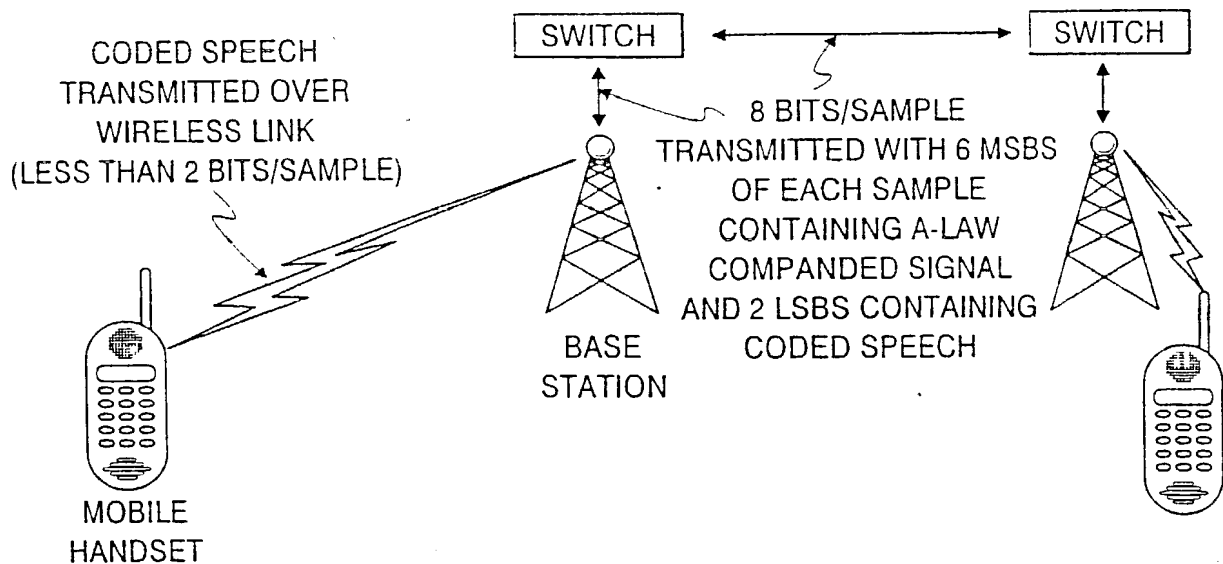 CODED SPEECH
TRANSMITTED OVER
WIRELESS LINK
(LESS THAN 2 BITS/SAMPLE)
SWITCH
SWITCH
8 BITS/SAMPLE
TRANSMITTED WITH 6 MSBS
OF EACH SAMPLE
CONTAINING A-LAW
COMPANDED SIGNAL
AND 2 LSBS CONTAINING
CODED SPEECH
BASE
STATION
MOBILE
HANDSET